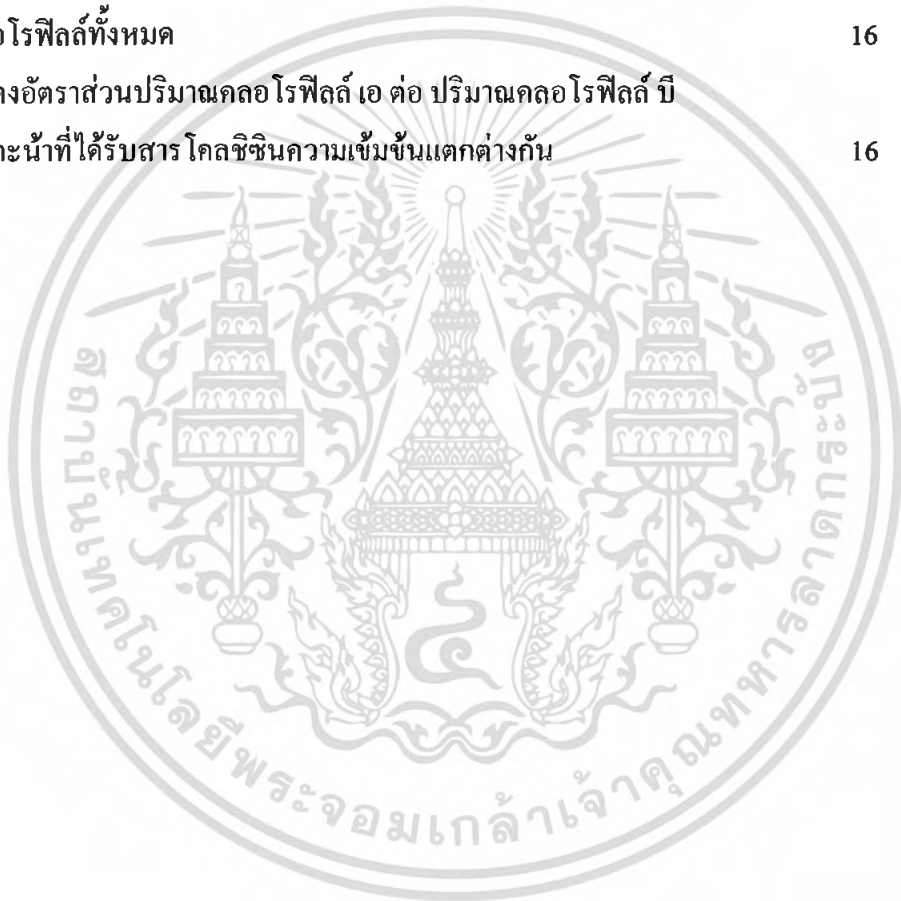 อโรฟิลล์ทั้งหมด 16
งอัตราส่วนปริมาณคลอโรฟิลล์ เอ ต่อ ปริมาณคลอโรฟิลล์ บี
ะน้าที่ได้รับสารโคลชิซินความเข้มข้นแตกต่างกัน 16
๔
สถาบันเทคโนโลยีพระจอมเกล้าเจ้าคุณทหารลาดกระบัง